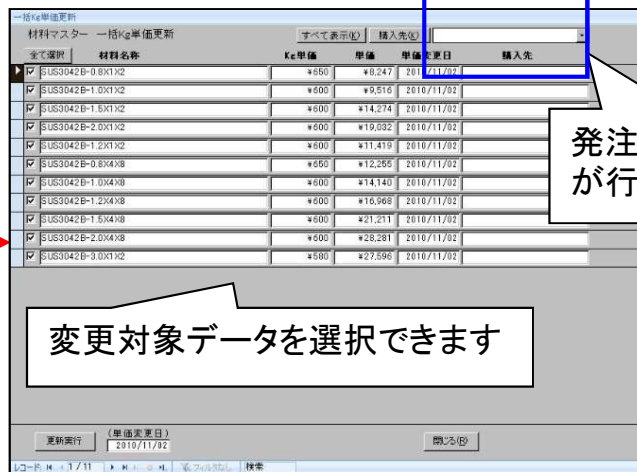 一括Kg単価更新
材料マスター 一括Kg単価更新 すべて表示(K) 購入先(K)
全て選択 材料名称 Kg単価 単価 単価変更日 購入先
SUS3042B-0.8X1X2 ¥650 ¥8,247 2010/11/02
SUS3042B-1.0X1X2 ¥600 ¥9,516 2010/11/02
SUS3042B-1.5X1X2 ¥600 ¥14,274 2010/11/02
SUS3042B-2.0X1X2 ¥600 ¥19,032 2010/11/02
SUS3042B-1.2X1X2 ¥600 ¥11,419 2010/11/02
SUS3042B-0.8X4X8 ¥650 ¥12,255 2010/11/02
SUS3042B-1.0X4X8 ¥600 ¥14,140 2010/11/02
SUS3042B-1.2X4X8 ¥600 ¥16,968 2010/11/02
SUS3042B-1.5X4X8 ¥600 ¥21,211 2010/11/02
SUS3042B-2.0X4X8 ¥600 ¥28,281 2010/11/02
SUS3042B-3.0X1X2 ¥580 ¥27,596 2010/11/02
発注
が行
変更対象データを選択できます
更新実行 (単価変更日) 閉じる(R)
2010/11/02
レコード: 1/11 フィルタなし 検索